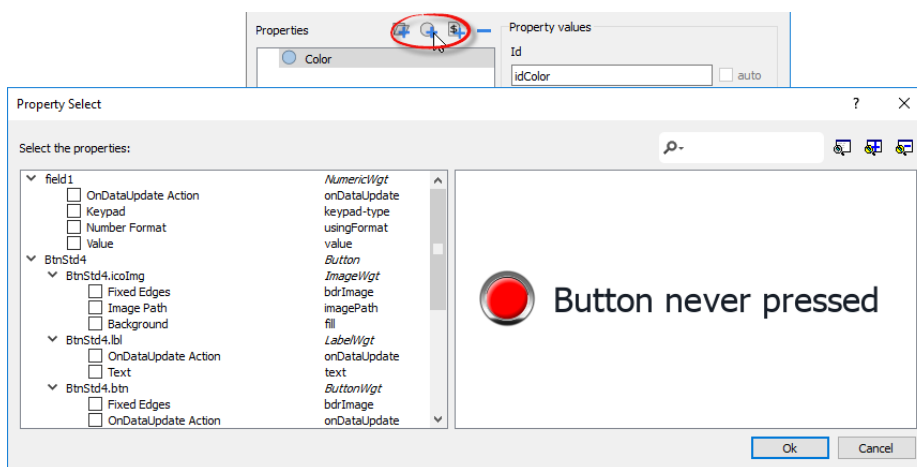 Properties
Property values
Color
Id
idColor
auto
Property Select
Select the properties:
field1 NumericWgt
OnDataUpdate Action onDataUpdate
Keypad keypad-type
Number Format usingFormat
Value value
BtnStd4 Button
BtnStd4.icoImg ImageWgt
Fixed Edges bdrImage
Image Path imagePath
Background fill
BtnStd4.lbl LabelWgt
OnDataUpdate Action onDataUpdate
Text text
BtnStd4.btn ButtonWgt
Fixed Edges bdrImage
OnDataUpdate Action onDataUpdate
Button never pressed
Ok Cancel